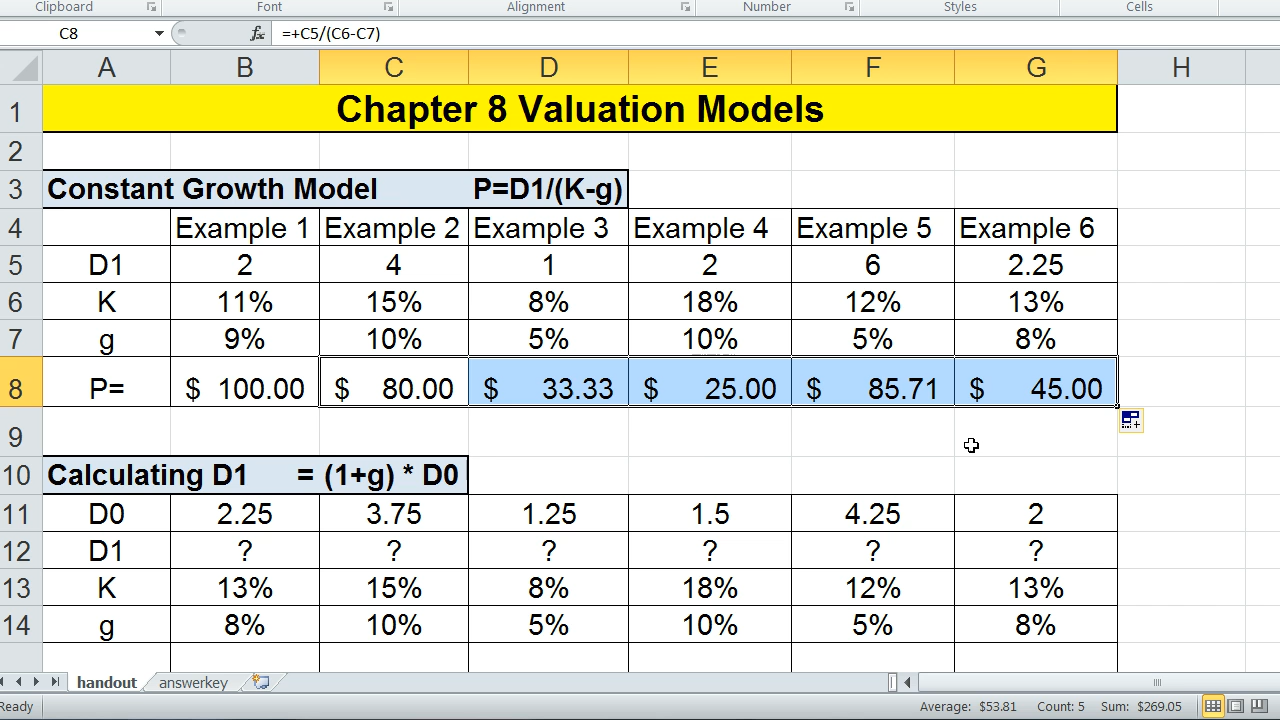 Clipboard Font Alignment Number Styles Cells
C8 fx =+C5/(C6-C7)
A B C D E F G H
1 Chapter 8 Valuation Models
2
3 Constant Growth Model P=D1/(K-g)
4 Example 1 Example 2 Example 3 Example 4 Example 5 Example 6
5 D1 2 4 1 2 6 2.25
6 K 11% 15% 8% 18% 12% 13%
7 g 9% 10% 5% 10% 5% 8%
8 P= $ 100.00 $ 80.00 $ 33.33 $ 25.00 $ 85.71 $ 45.00
9
10 Calculating D1 = (1+g) * D0
11 D0 2.25 3.75 1.25 1.5 4.25 2
12 D1 ? ? ? ? ? ?
13 K 13% 15% 8% 18% 12% 13%
14 g 8% 10% 5% 10% 5% 8%
handout answerkey
Ready Average: $53.81 Count: 5 Sum: $269.05